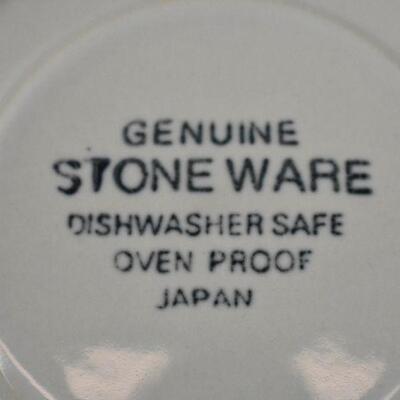 GENUINE
STONE WARE
DISHWASHER SAFE
OVEN PROOF
JAPAN